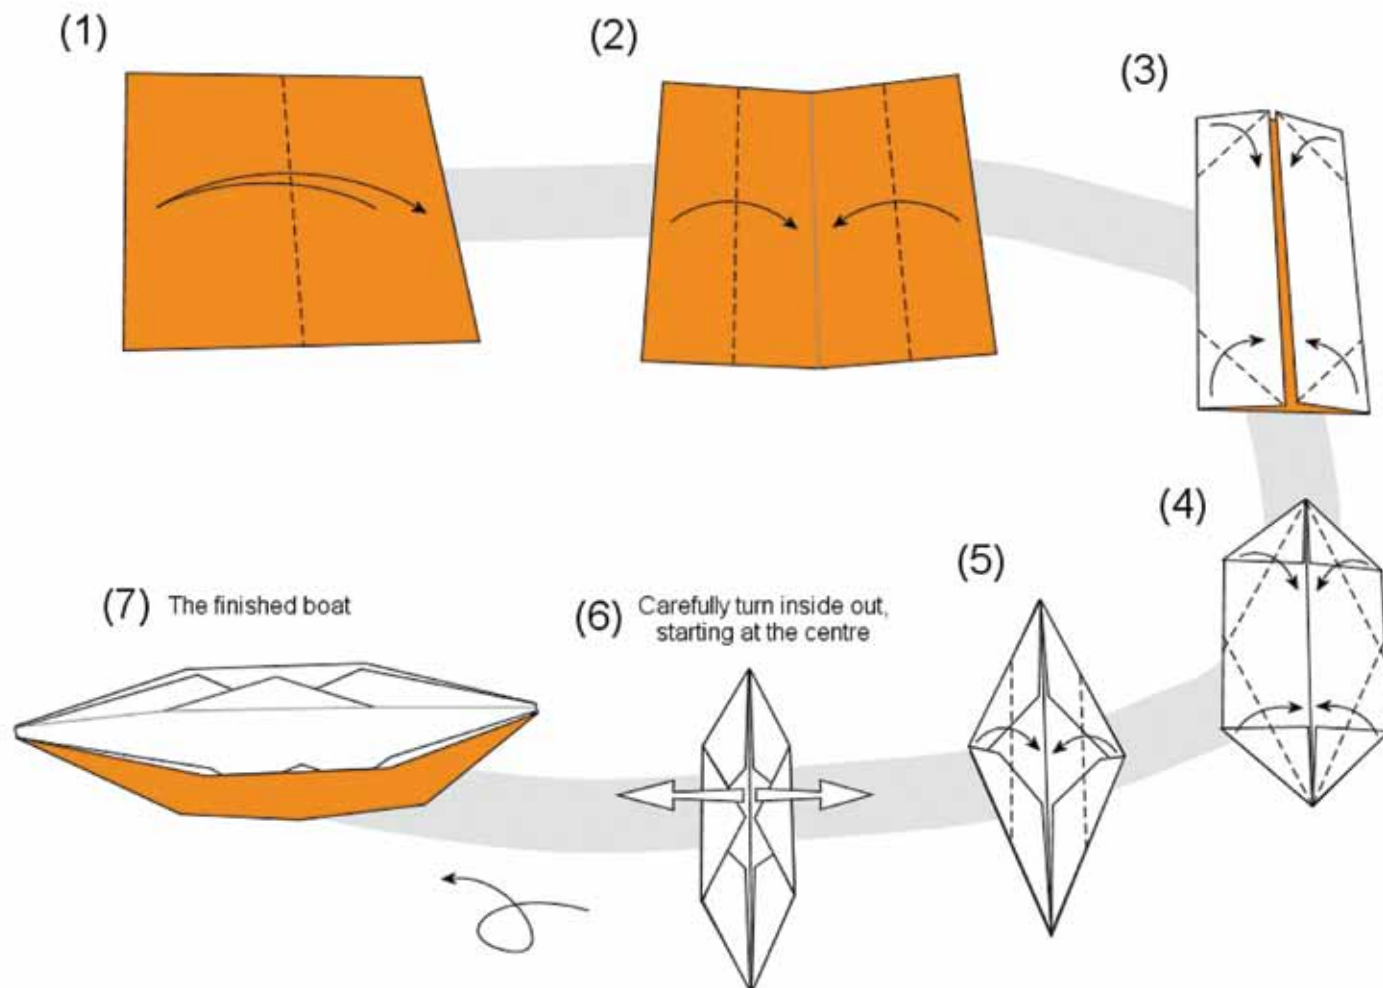 (1)
(2)
(3)
(4)
(5)
(6) Carefully turn inside out,
starting at the centre
(7) The finished boat